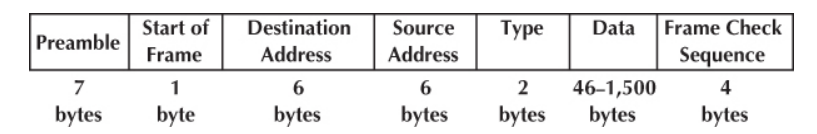 Preamble Start of Frame Destination Address Source Address Type Data Frame Check Sequence
7 1 6 6 2 46–1,500 4
bytes byte bytes bytes bytes bytes bytes